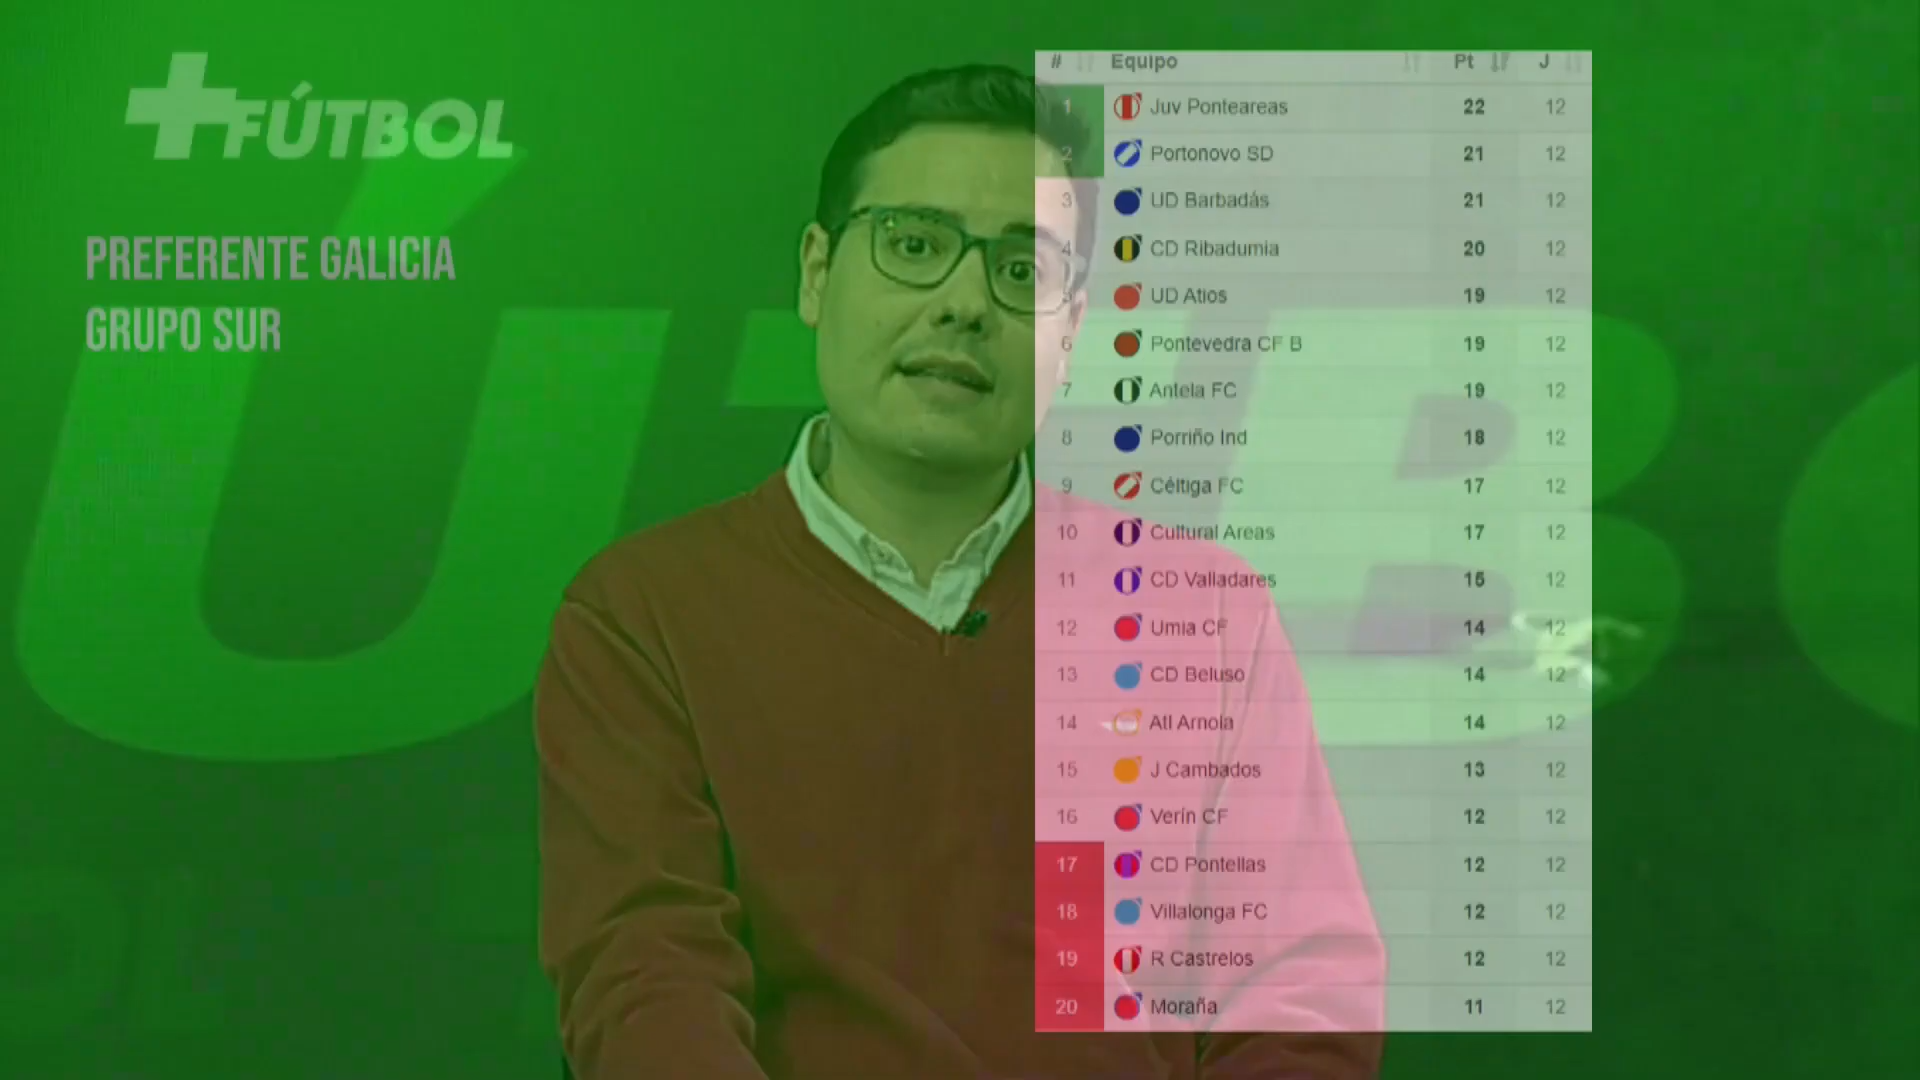 +FÚTBOL
PREFERENTE GALICIA
GRUPO SUR
# Equipo Pt J
1 Juv Ponteareas 22 12
2 Portonovo SD 21 12
3 UD Barbadás 21 12
4 CD Ribadumia 20 12
5 UD Atios 19 12
6 Pontevedra CF B 19 12
7 Antela FC 19 12
8 Porriño Ind 18 12
9 Céltiga FC 17 12
10 Cultural Areas 17 12
11 CD Valladares 15 12
12 Umia CF 14 12
13 CD Beluso 14 12
14 Atl Arnoia 14 12
15 J Cambados 13 12
16 Verín CF 12 12
17 CD Pontellas 12 12
18 Villalonga FC 12 12
19 R Castrelos 12 12
20 Moraña 11 12